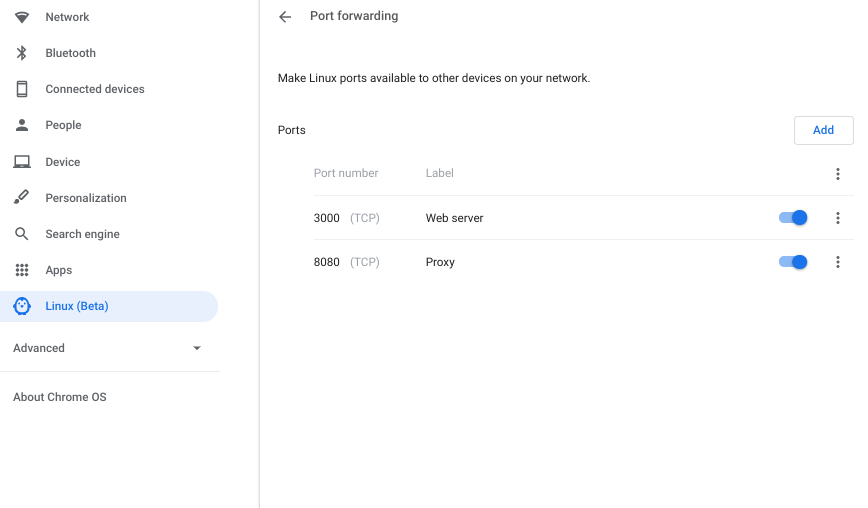 Network
Bluetooth
Connected devices
People
Device
Personalization
Search engine
Apps
Linux (Beta)
Advanced
About Chrome OS
Port forwarding
Make Linux ports available to other devices on your network.
Ports
Add
Port number Label
3000 (TCP) Web server
8080 (TCP) Proxy